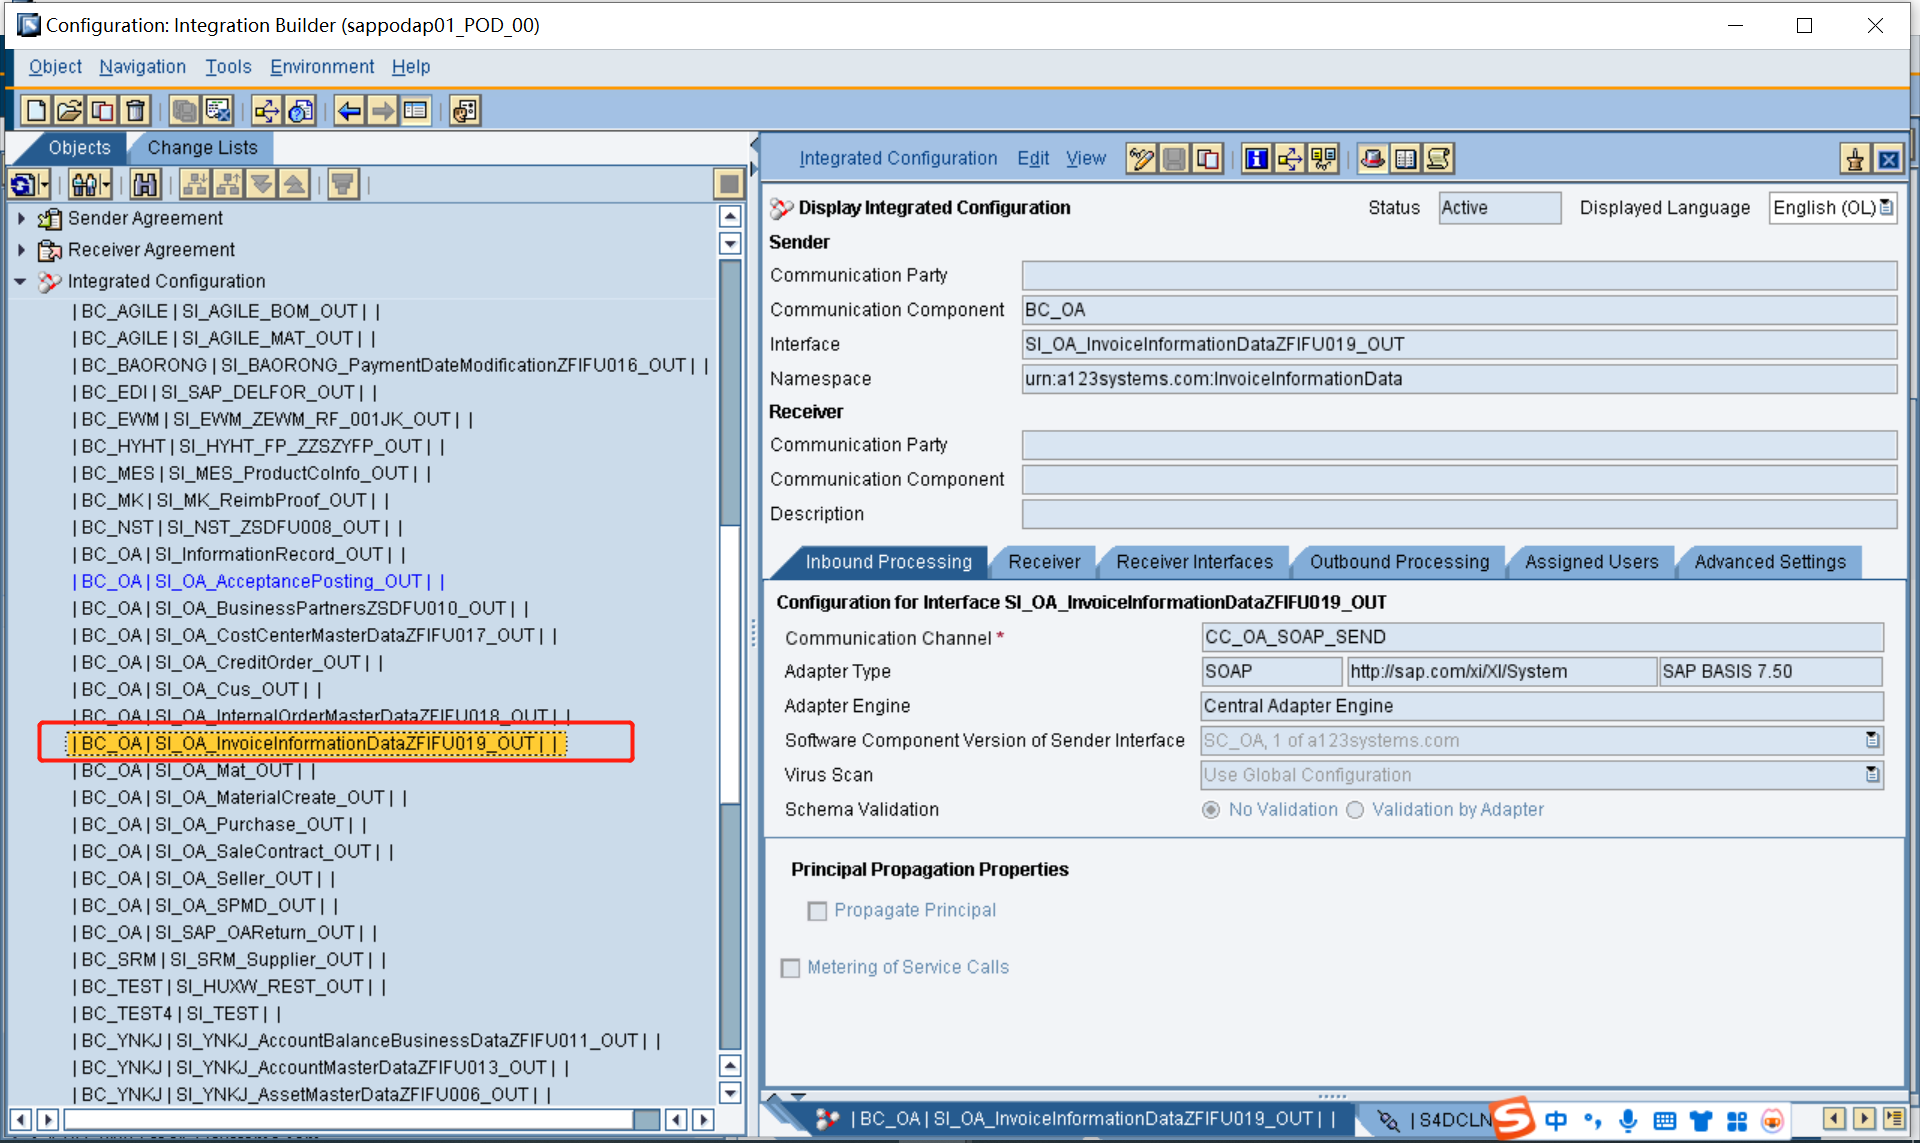 Configuration: Integration Builder (sappodap01_POD_00)
Object Navigation Tools Environment Help
Objects Change Lists
Sender Agreement
Receiver Agreement
Integrated Configuration
| BC_AGILE | SI_AGILE_BOM_OUT | |
| BC_AGILE | SI_AGILE_MAT_OUT | |
| BC_BAORONG | SI_BAORONG_PaymentDateModificationZFIFU016_OUT | |
| BC_EDI | SI_SAP_DELFOR_OUT | |
| BC_EWM | SI_EWM_ZEWM_RF_001JK_OUT | |
| BC_HYHT | SI_HYHT_FP_ZZSZYFP_OUT | |
| BC_MES | SI_MES_ProductCoInfo_OUT | |
| BC_MK | SI_MK_ReimbProof_OUT | |
| BC_NST | SI_NST_ZSDFU008_OUT | |
| BC_OA | SI_InformationRecord_OUT | |
| BC_OA | SI_OA_AcceptancePosting_OUT | |
| BC_OA | SI_OA_BusinessPartnersZSDFU010_OUT | |
| BC_OA | SI_OA_CostCenterMasterDataZFIFU017_OUT | |
| BC_OA | SI_OA_CreditOrder_OUT | |
| BC_OA | SI_OA_Cus_OUT | |
| BC_OA | SI_OA_InternalOrderMasterDataZFIFU018_OUT | |
| BC_OA | SI_OA_InvoiceInformationDataZFIFU019_OUT | |
| BC_OA | SI_OA_Mat_OUT | |
| BC_OA | SI_OA_MaterialCreate_OUT | |
| BC_OA | SI_OA_Purchase_OUT | |
| BC_OA | SI_OA_SaleContract_OUT | |
| BC_OA | SI_OA_Seller_OUT | |
| BC_OA | SI_OA_SPMD_OUT | |
| BC_OA | SI_SAP_OAReturn_OUT | |
| BC_SRM | SI_SRM_Supplier_OUT | |
| BC_TEST | SI_HUXW_REST_OUT | |
| BC_TEST4 | SI_TEST | |
| BC_YNKJ | SI_YNKJ_AccountBalanceBusinessDataZFIFU011_OUT | |
| BC_YNKJ | SI_YNKJ_AccountMasterDataZFIFU013_OUT | |
| BC_YNKJ | SI_YNKJ_AssetMasterDataZFIFU006_OUT | |
Integrated Configuration Edit View
Display Integrated Configuration Status Active Displayed Language English (OL)
Sender
Communication Party
Communication Component BC_OA
Interface SI_OA_InvoiceInformationDataZFIFU019_OUT
Namespace urn:a123systems.com:InvoiceInformationData
Receiver
Communication Party
Communication Component
Description
Inbound Processing Receiver Receiver Interfaces Outbound Processing Assigned Users Advanced Settings
Configuration for Interface SI_OA_InvoiceInformationDataZFIFU019_OUT
Communication Channel * CC_OA_SOAP_SEND
Adapter Type SOAP http://sap.com/xi/XI/System SAP BASIS 7.50
Adapter Engine Central Adapter Engine
Software Component Version of Sender Interface SC_OA, 1 of a123systems.com
Virus Scan Use Global Configuration
Schema Validation No Validation Validation by Adapter
Principal Propagation Properties
Propagate Principal
Metering of Service Calls
| BC_OA | SI_OA_InvoiceInformationDataZFIFU019_OUT | | | S4DCLN
中